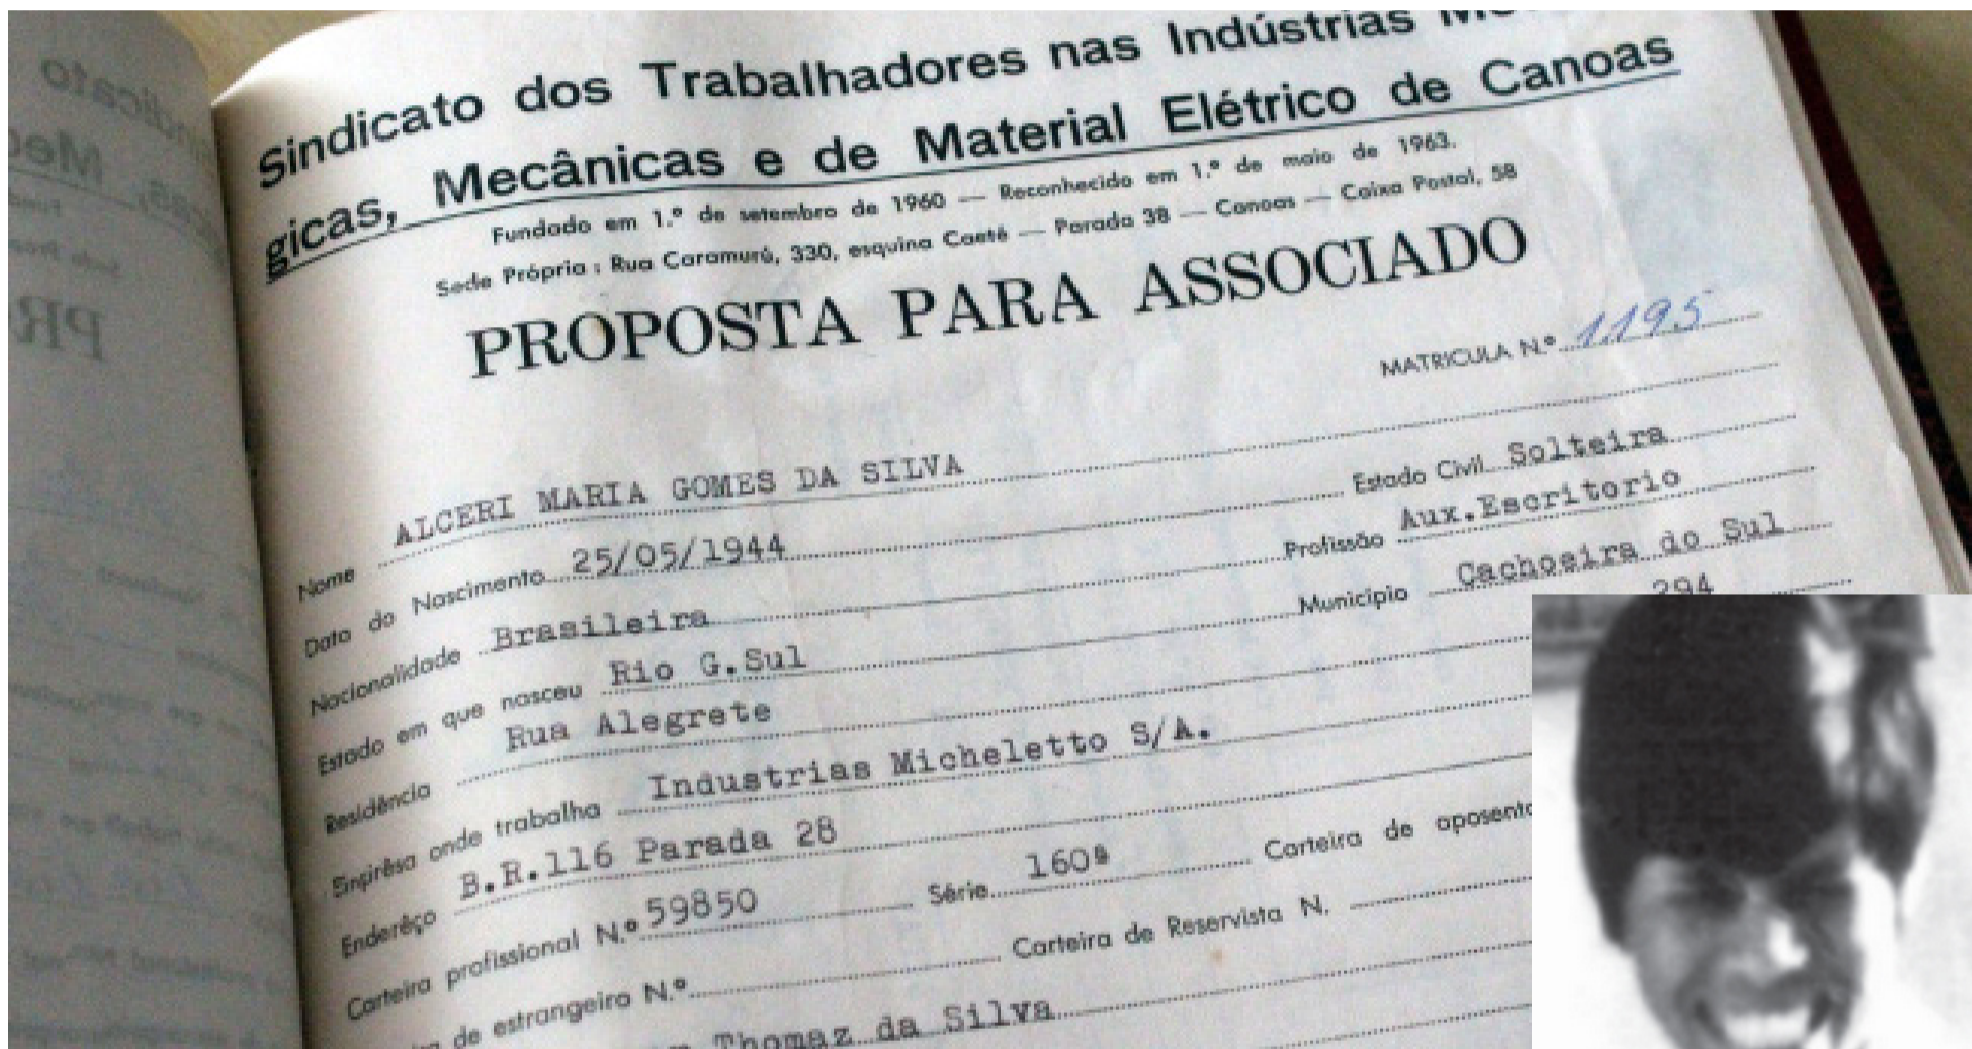 Sindicato dos Trabalhadores nas Indústrias
gicas, Mecânicas e de Material Elétrico de Canoas
Fundado em 1.º de setembro de 1960 — Reconhecido em 1.º de maio de 1963.
Sede Própria : Rua Caramurú, 330, esquina Caeté — Parada 38 — Canoas — Caixa Postal, 58
PROPOSTA PARA ASSOCIADO
MATRICULA N.º 1195
Nome ALCERI MARIA GOMES DA SILVA
Data do Nascimento 25/05/1944 Estado Civil Solteira
Nacionalidade Brasileira Profissão Aux.Escritorio
Estado em que nasceu Rio G.Sul Município Cachoeira do Sul
Residência Rua Alegrete 294
Emprêsa onde trabalha Industrias Micheletto S/A.
Enderêço B.R.116 Parada 28
Carteira profissional N.º 59850 Série 160ª Carteira de aposent
de estrangeiro N.º Carteira de Reservista N.
Thomaz da Silva